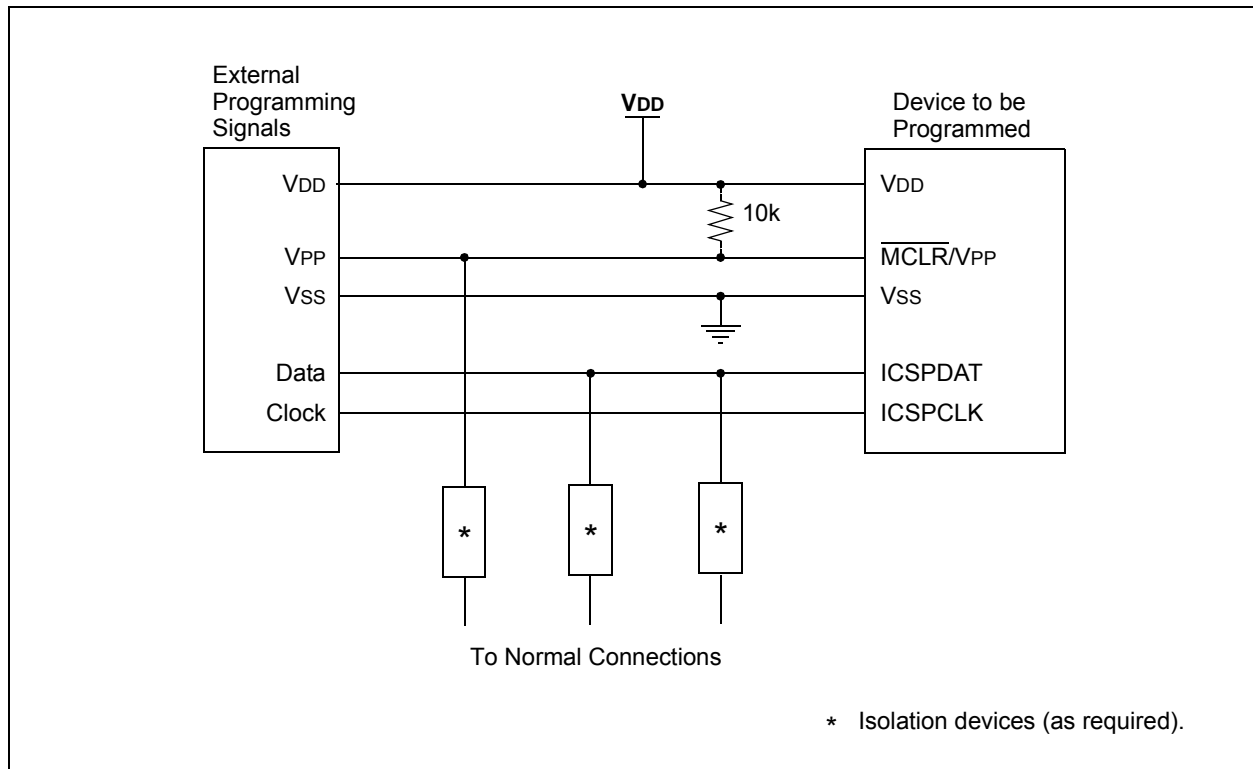 External
Programming
Signals
VDD
Device to be
Programmed
VDD
VDD
10k
VPP
MCLR/VPP
VSS
VSS
Data
ICSPDAT
Clock
ICSPCLK
*
*
*
To Normal Connections
* Isolation devices (as required).